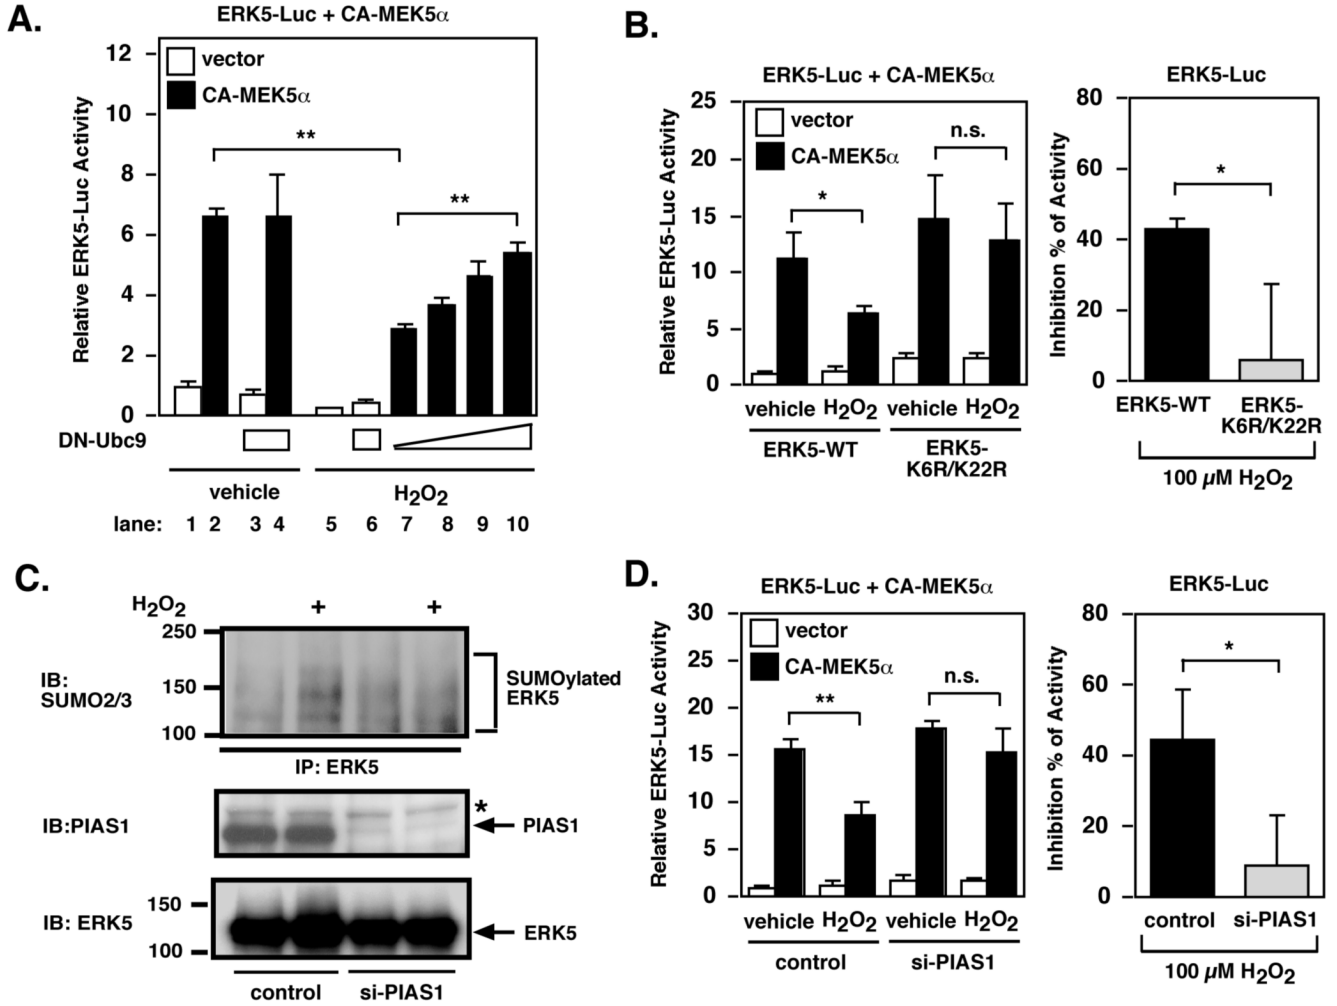 A.
ERK5-Luc + CA-MEK5α
Relative ERK5-Luc Activity
12
10
8
6
4
2
0
vector
CA-MEK5α
**
**
DN-Ubc9
vehicle
H2O2
lane: 1 2 3 4 5 6 7 8 9 10
B.
ERK5-Luc + CA-MEK5α
Relative ERK5-Luc Activity
25
20
15
10
5
0
vector
CA-MEK5α
*
n.s.
vehicle H2O2 vehicle H2O2
ERK5-WT
ERK5-
K6R/K22R
ERK5-Luc
Inhibition % of Activity
80
60
40
20
0
*
ERK5-WT
ERK5-
K6R/K22R
100 µM H2O2
C.
H2O2 + +
250
150
100
IB:
SUMO2/3
SUMOylated
ERK5
IP: ERK5
IB:PIAS1
*
PIAS1
IB: ERK5
150
100
ERK5
control si-PIAS1
D.
ERK5-Luc + CA-MEK5α
Relative ERK5-Luc Activity
30
25
20
15
10
5
0
vector
CA-MEK5α
**
n.s.
vehicle H2O2 vehicle H2O2
control si-PIAS1
ERK5-Luc
Inhibition % of Activity
80
60
40
20
0
*
control si-PIAS1
100 µM H2O2